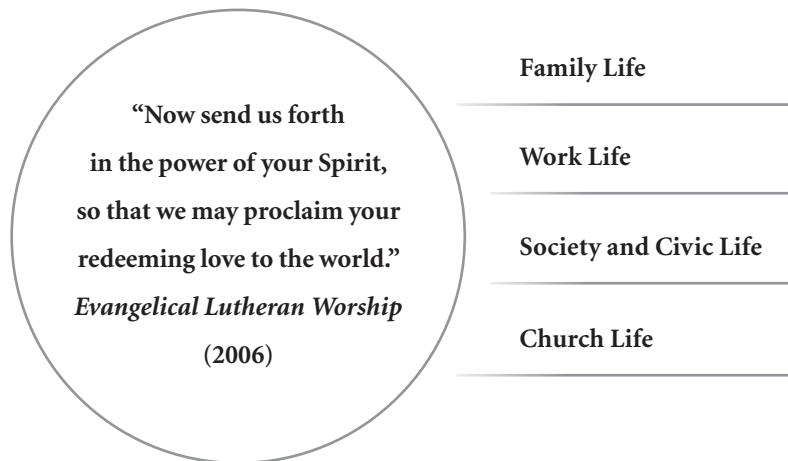 “Now send us forth
in the power of your Spirit,
so that we may proclaim your
redeeming love to the world.”
Evangelical Lutheran Worship
(2006)
Family Life
Work Life
Society and Civic Life
Church Life